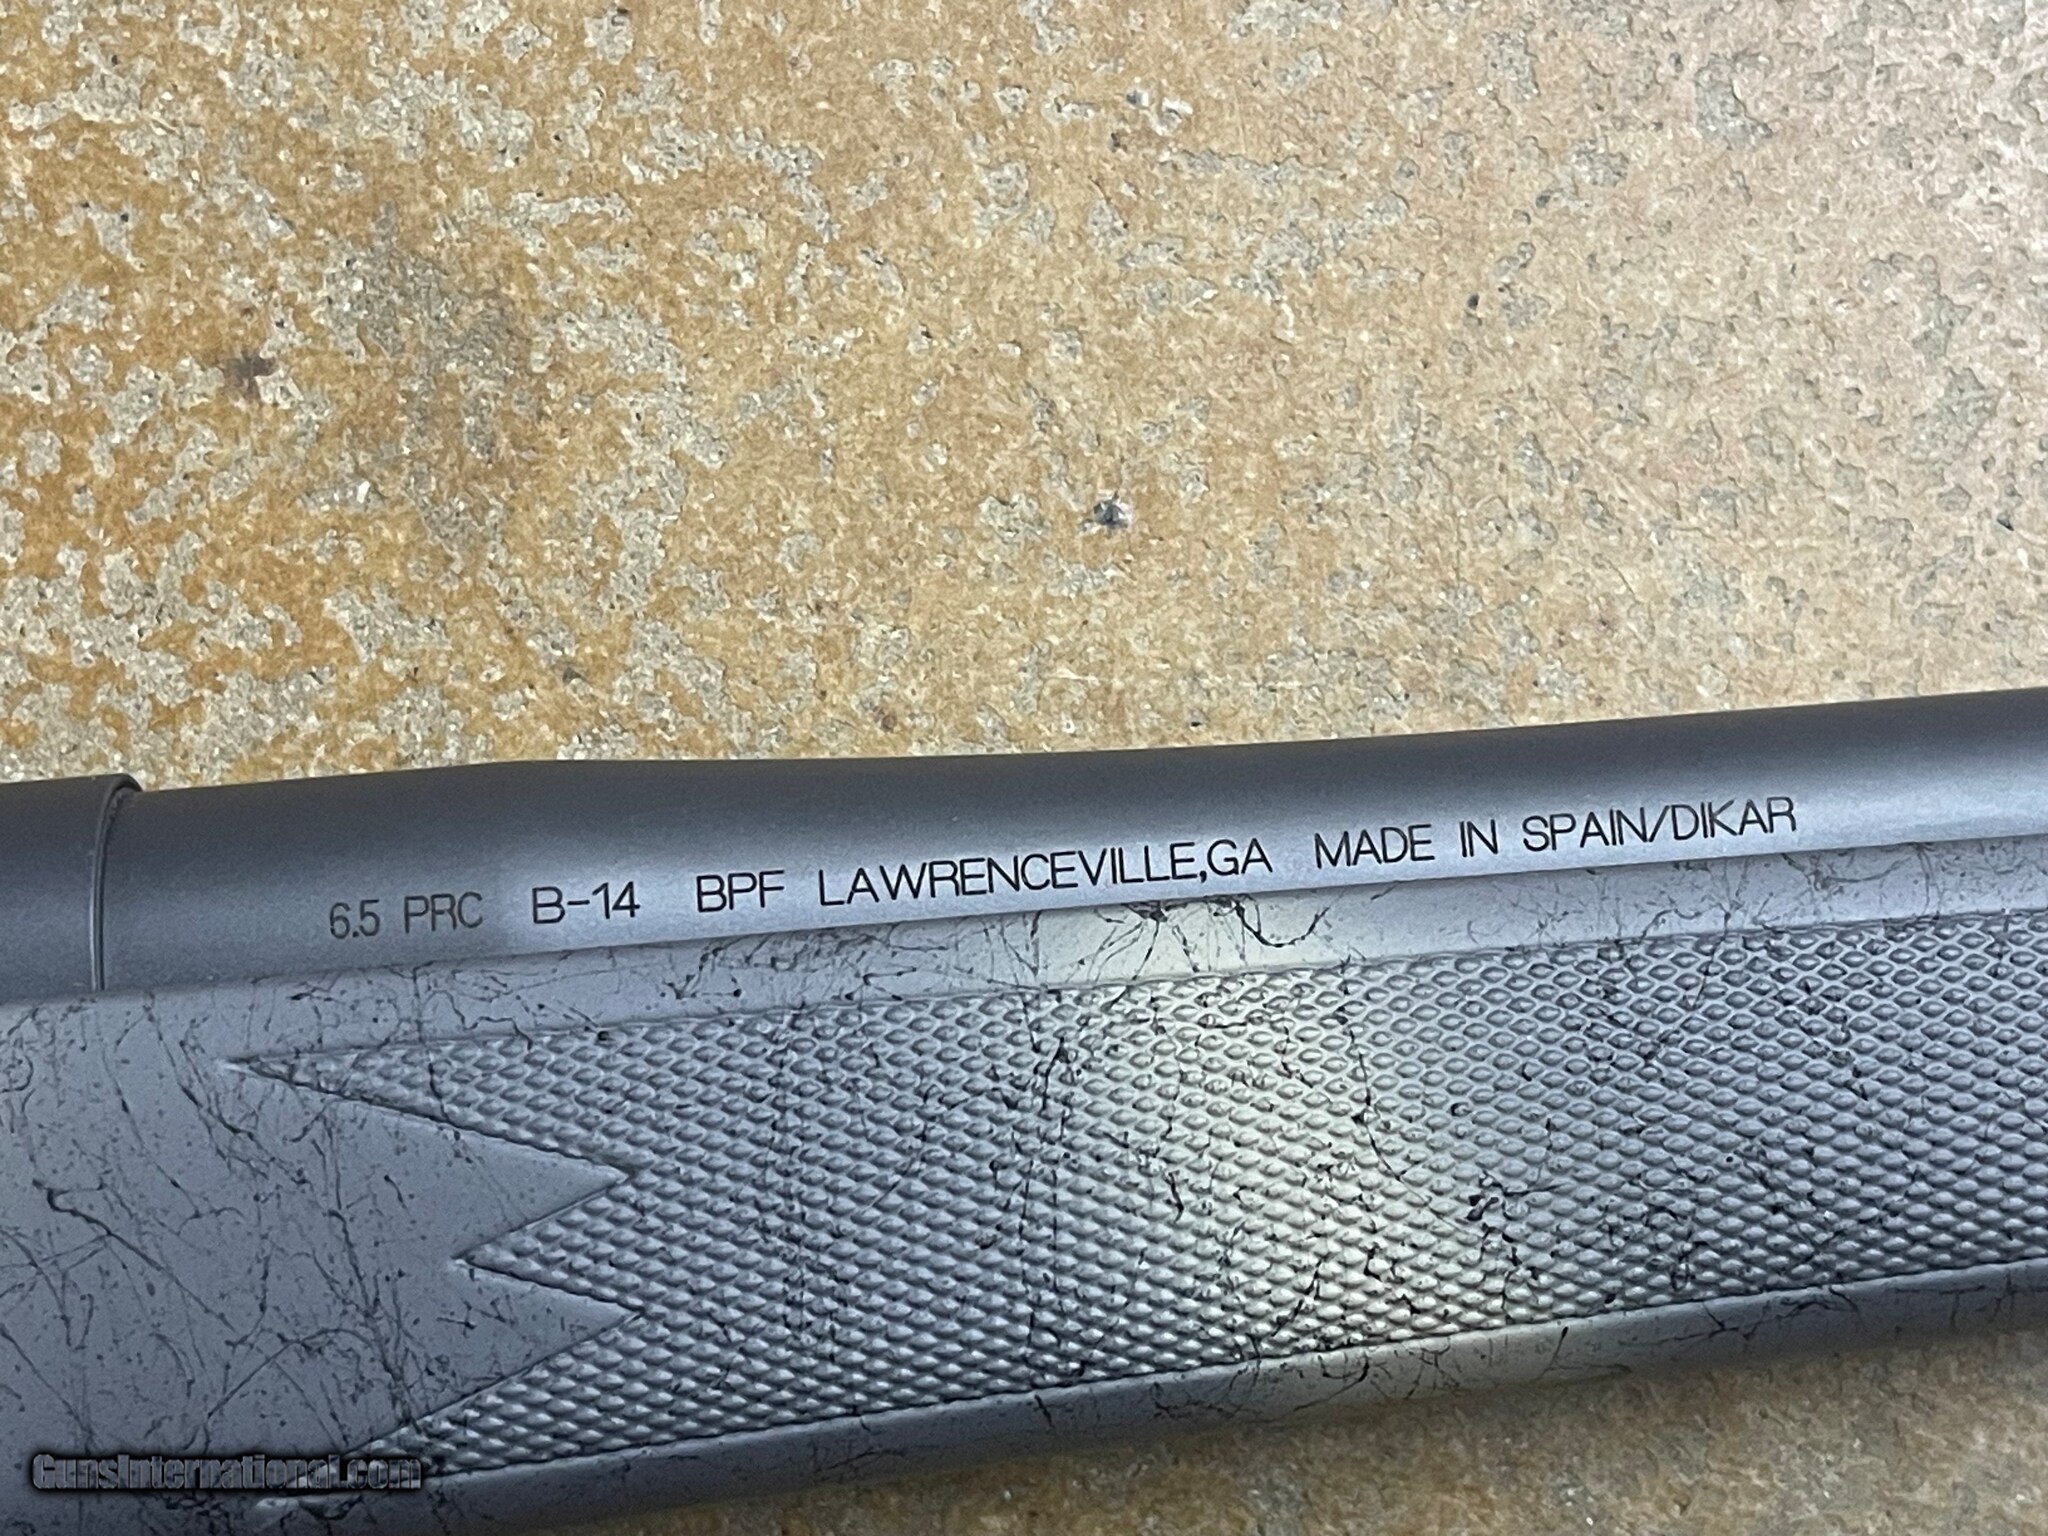 6.5 PRC B-14 BPF LAWRENCEVILLE,GA MADE IN SPAIN/DIKAR
GunsInternational.com